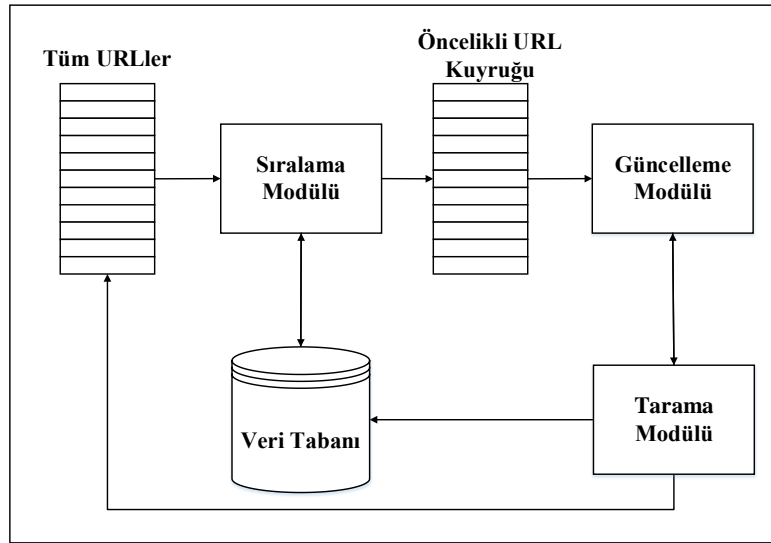 Tüm URLler
Öncelikli URL
Kuyruğu
Sıralama
Modülü
Güncelleme
Modülü
Veri Tabanı
Tarama
Modülü